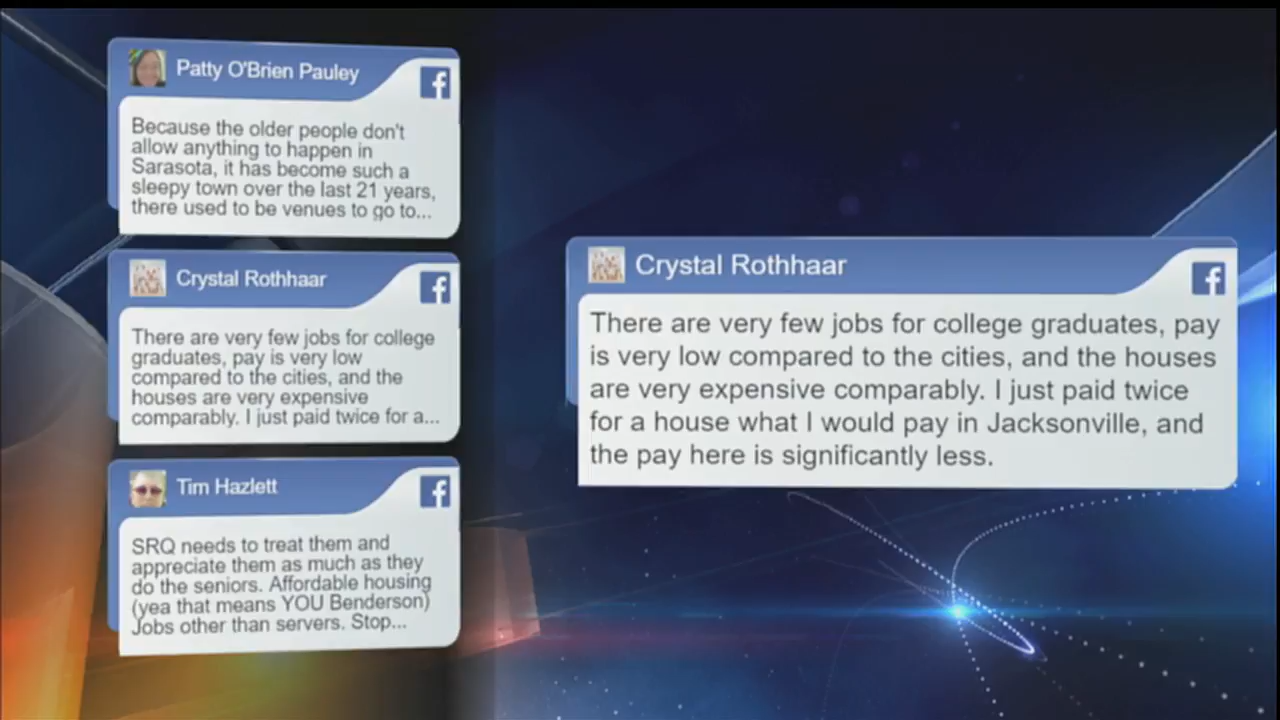 Patty O'Brien Pauley
Because the older people don't
allow anything to happen in
Sarasota, it has become such a
sleepy town over the last 21 years,
there used to be venues to go to...
Crystal Rothhaar
There are very few jobs for college
graduates, pay is very low
compared to the cities, and the
houses are very expensive
comparably. I just paid twice for a...
Tim Hazlett
SRQ needs to treat them and
appreciate them as much as they
do the seniors. Affordable housing
(yea that means YOU Benderson)
Jobs other than servers. Stop...
Crystal Rothhaar
There are very few jobs for college graduates, pay
is very low compared to the cities, and the houses
are very expensive comparably. I just paid twice
for a house what I would pay in Jacksonville, and
the pay here is significantly less.